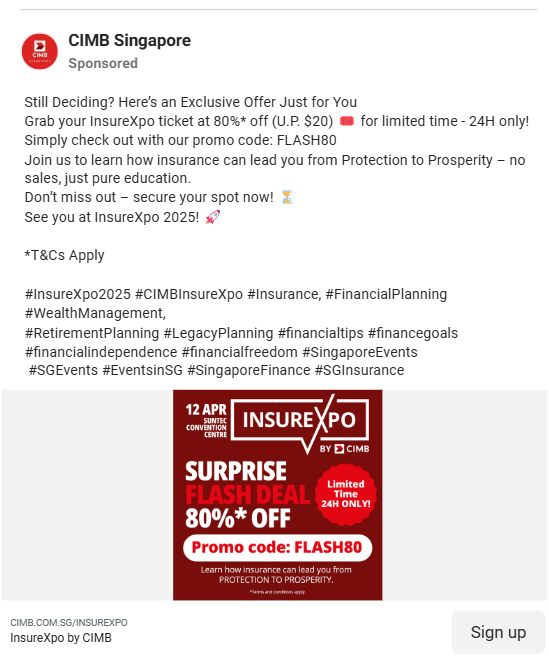 CIMB Singapore
Sponsored
Still Deciding? Here’s an Exclusive Offer Just for You
Grab your InsureXpo ticket at 80%* off (U.P. $20) 🎟️ for limited time - 24H only!
Simply check out with our promo code: FLASH80
Join us to learn how insurance can lead you from Protection to Prosperity – no
sales, just pure education.
Don’t miss out – secure your spot now! ⏳
See you at InsureXpo 2025! 🚀
*T&Cs Apply
#InsureXpo2025 #CIMBInsureXpo #Insurance, #FinancialPlanning
#WealthManagement,
#RetirementPlanning #LegacyPlanning #financialtips #financegoals
#financialindependence #financialfreedom #SingaporeEvents
#SGEvents #EventsinSG #SingaporeFinance #SGInsurance
12 APR
SUNTEC
CONVENTION
CENTRE
INSUREXPO
BY CIMB
SURPRISE
FLASH DEAL
80%* OFF
Limited
Time
24H ONLY!
Promo code: FLASH80
Learn how insurance can lead you from
PROTECTION TO PROSPERITY.
*Terms and conditions apply.
CIMB.COM.SG/INSUREXPO
InsureXpo by CIMB
Sign up
CIMB
SINGAPORE